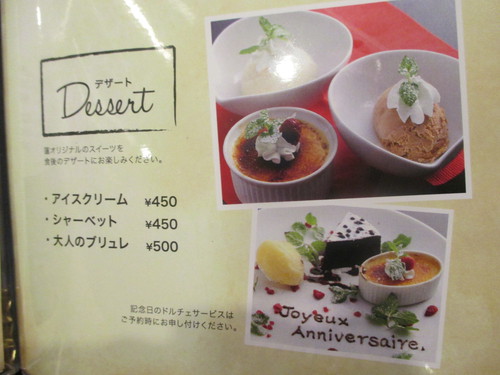 デザート
Dessert
蓮オリジナルのスイーツを
食後のデザートにお楽しみください。
・アイスクリーム ¥450
・シャーベット ¥450
・大人のブリュレ ¥500
記念日のドルチェサービスは
ご予約時にお申し付けください。
Joyeux
Anniversaire.